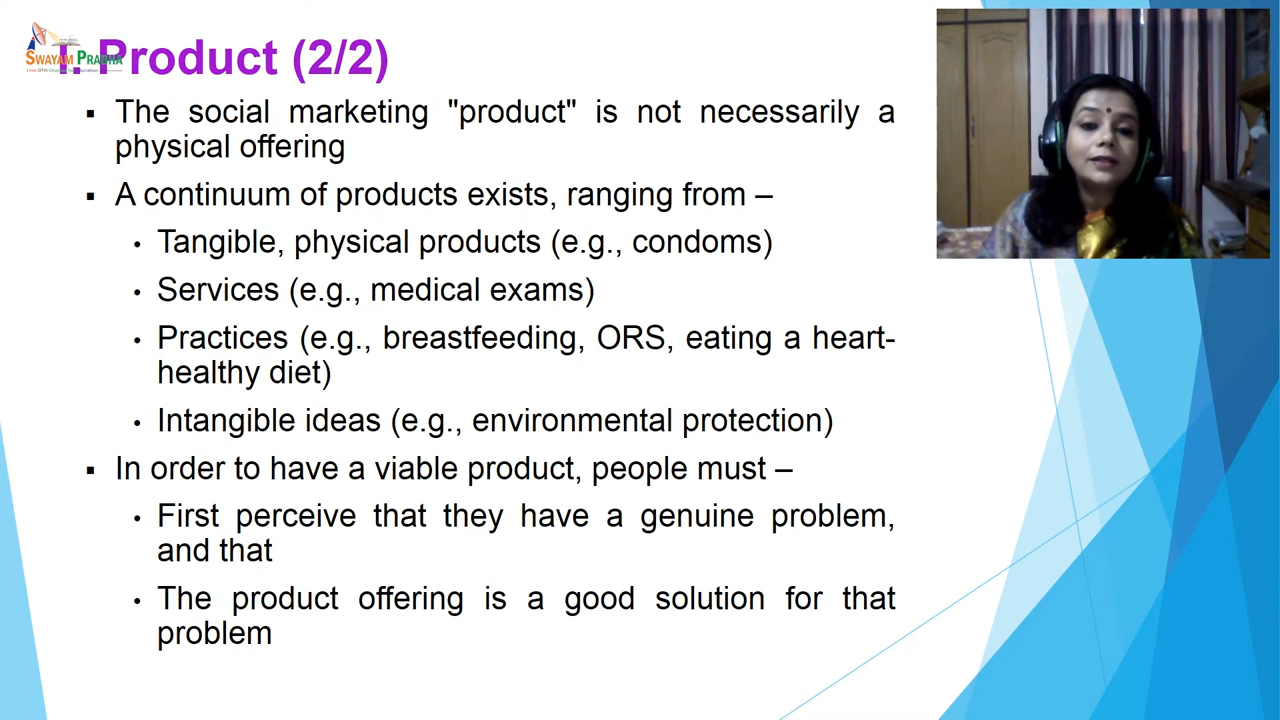 SWAYAM PRABHA
1. Product (2/2)
▪ The social marketing "product" is not necessarily a
physical offering
▪ A continuum of products exists, ranging from –
• Tangible, physical products (e.g., condoms)
• Services (e.g., medical exams)
• Practices (e.g., breastfeeding, ORS, eating a heart-
healthy diet)
• Intangible ideas (e.g., environmental protection)
▪ In order to have a viable product, people must –
• First perceive that they have a genuine problem,
and that
• The product offering is a good solution for that
problem